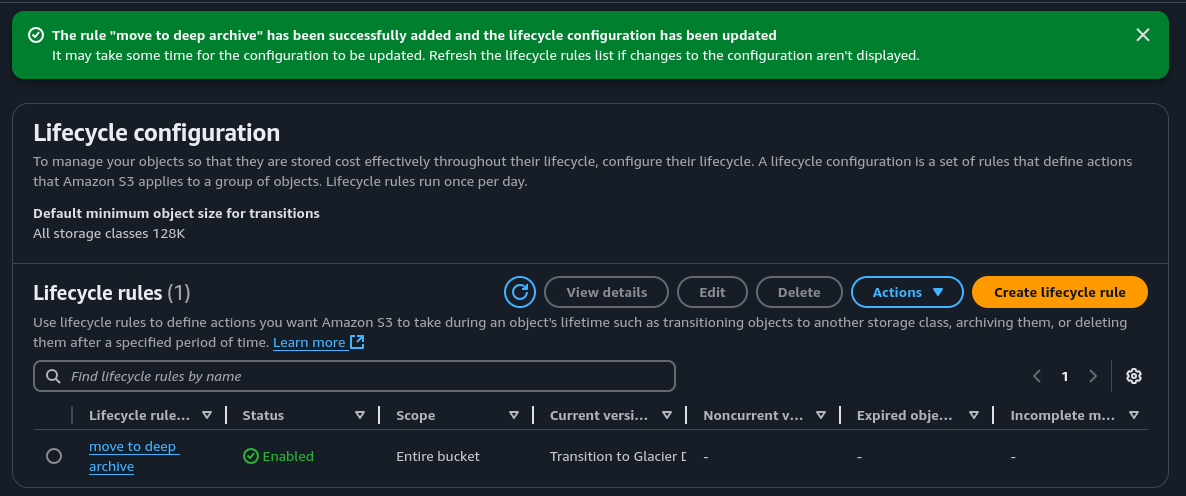 The rule "move to deep archive" has been successfully added and the lifecycle configuration has been updated
It may take some time for the configuration to be updated. Refresh the lifecycle rules list if changes to the configuration aren't displayed.
Lifecycle configuration
To manage your objects so that they are stored cost effectively throughout their lifecycle, configure their lifecycle. A lifecycle configuration is a set of rules that define actions
that Amazon S3 applies to a group of objects. Lifecycle rules run once per day.
Default minimum object size for transitions
All storage classes 128K
Lifecycle rules (1)
View details
Edit
Delete
Actions
Create lifecycle rule
Use lifecycle rules to define actions you want Amazon S3 to take during an object's lifetime such as transitioning objects to another storage class, archiving them, or deleting
them after a specified period of time. Learn more
Find lifecycle rules by name
1
Lifecycle rule...
Status
Scope
Current versi...
Noncurrent v...
Expired obje...
Incomplete m...
move to deep
archive
Enabled
Entire bucket
Transition to Glacier
-
-
-